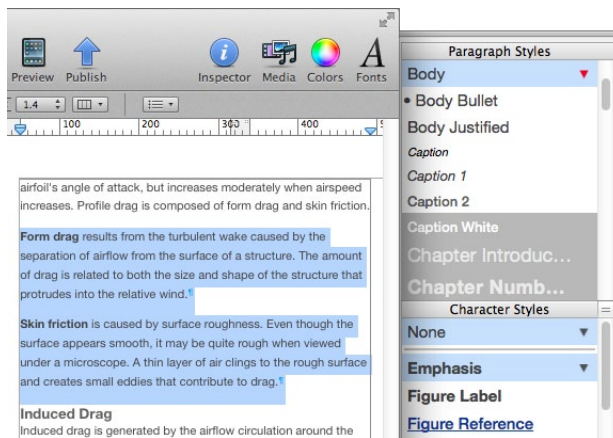 Preview Publish Inspector Media Colors Fonts
1.4
100 200 300 400
airfoil's angle of attack, but increases moderately when airspeed
increases. Profile drag is composed of form drag and skin friction.
Form drag results from the turbulent wake caused by the
separation of airflow from the surface of a structure. The amount
of drag is related to both the size and shape of the structure that
protrudes into the relative wind.¶
Skin friction is caused by surface roughness. Even though the
surface appears smooth, it may be quite rough when viewed
under a microscope. A thin layer of air clings to the rough surface
and creates small eddies that contribute to drag.¶
Induced Drag
Induced drag is generated by the airflow circulation around the
Paragraph Styles
Body
• Body Bullet
Body Justified
Caption
Caption 1
Caption 2
Caption White
Chapter Introduc...
Chapter Numb...
Character Styles
None
Emphasis
Figure Label
Figure Reference